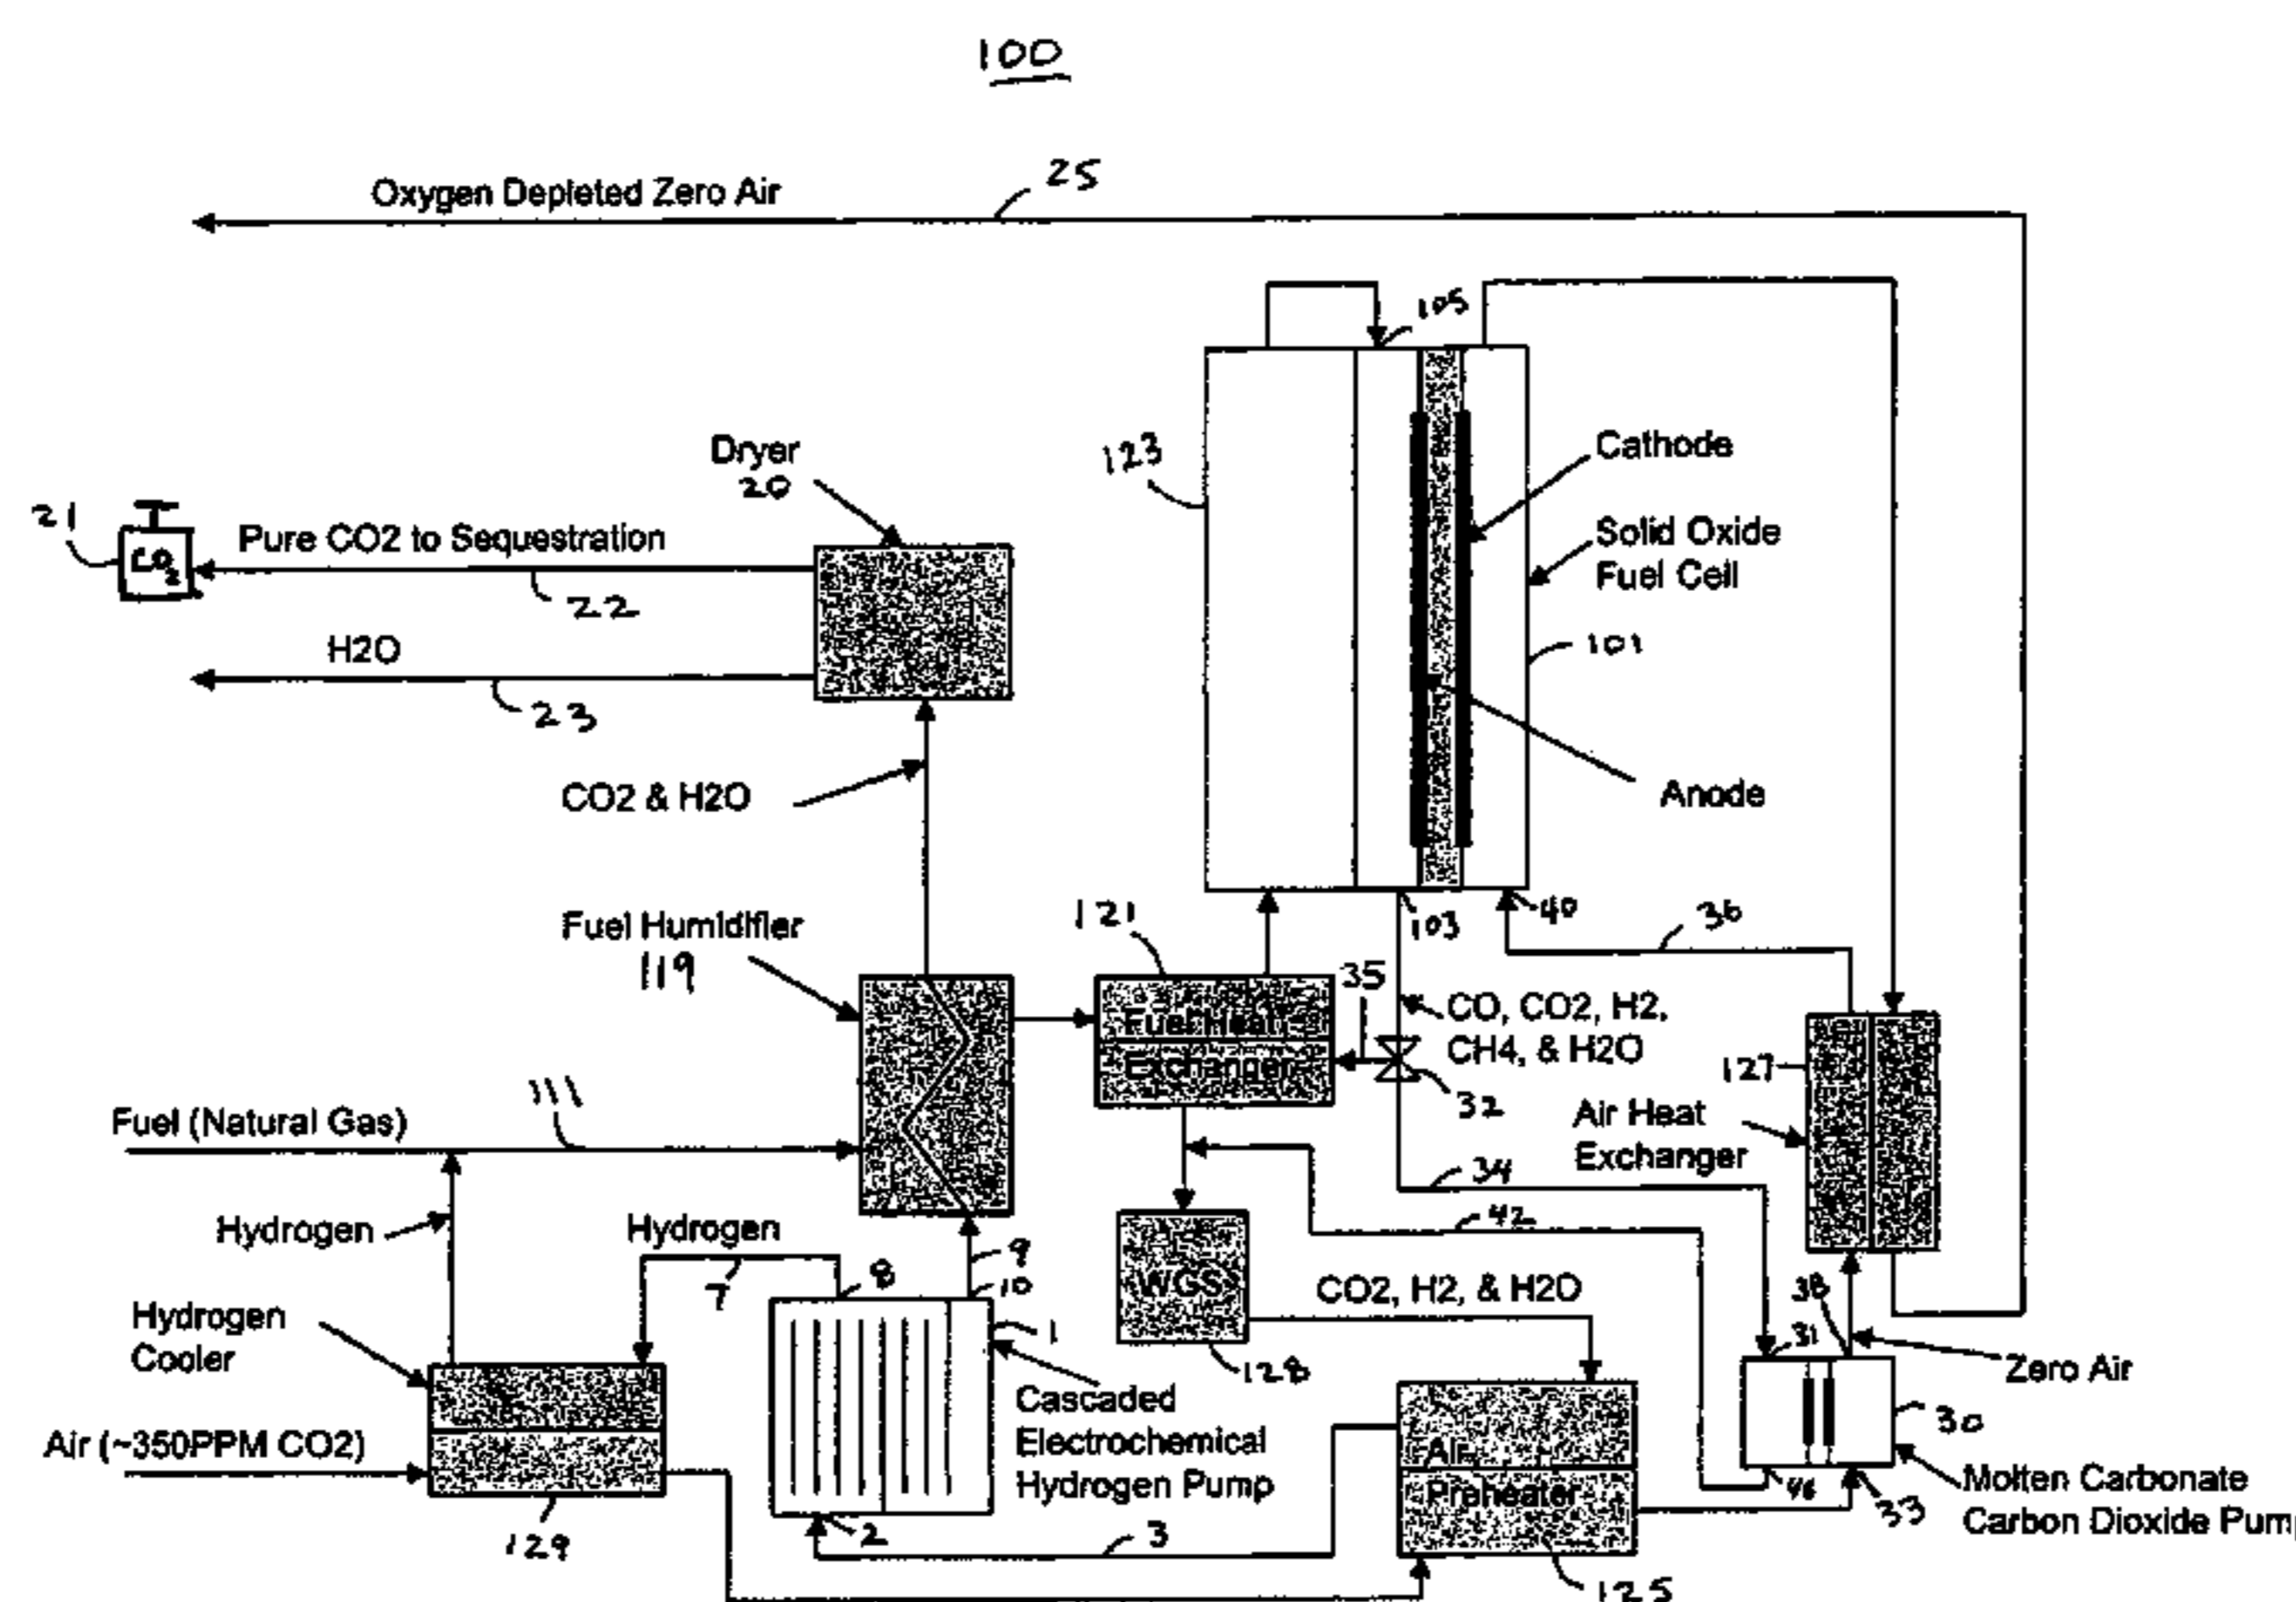 100
Oxygen Depleted Zero Air
25
105
Dryer
20
123
Cathode
21
CO2
Pure CO2 to Sequestration
22
Solid Oxide
Fuel Cell
101
H2O
23
CO2 & H2O
Anode
Fuel Humidifier
119
121
103
40
36
35
CO, CO2, H2,
CH4, & H2O
Fuel Heat
Exchanger
32
127
Air Heat
Exchanger
Fuel (Natural Gas)
111
34
42
Hydrogen
Hydrogen
7
8
9
10
WGS
128
CO2, H2, & H2O
38
31
Zero Air
Hydrogen
Cooler
1
Cascaded
Electrochemical
Hydrogen Pump
30
Air (~350PPM CO2)
129
2
3
Air
Preheater
125
46
33
Molten Carbonate
Carbon Dioxide Pum